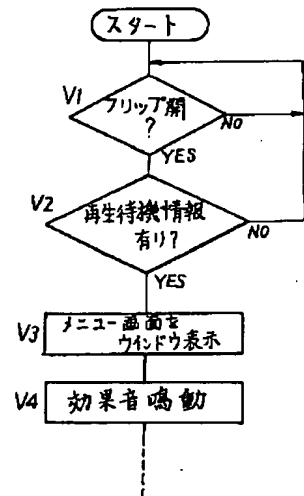 スタート
V1
フリップ開
?
NO
YES
V2
再生待機情報
有り?
NO
YES
V3
メニュー画面を
ウインドウ表示
V4
効果音鳴動